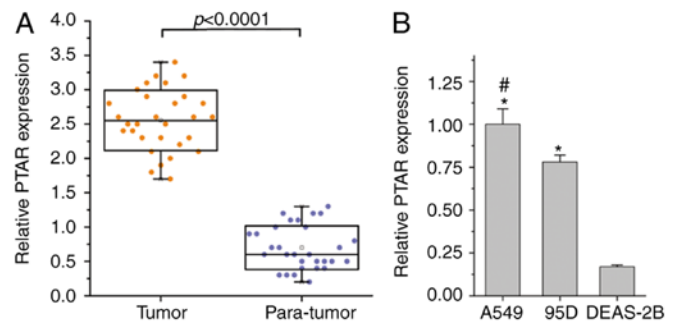 A
p<0.0001
Relative PTAR expression
4.0
3.5
3.0
2.5
2.0
1.5
1.0
0.5
0.0
Tumor Para-tumor
B
Relative PTAR expression
1.25
1.00
0.75
0.50
0.25
0.00
#
*
*
A549 95D DEAS-2B